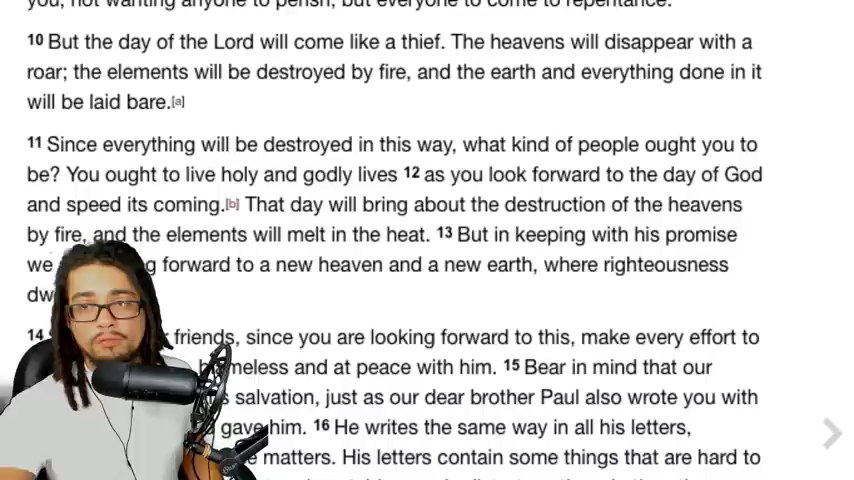 you, not wanting anyone to perish, but everyone to come to repentance.
10 But the day of the Lord will come like a thief. The heavens will disappear with a
roar; the elements will be destroyed by fire, and the earth and everything done in it
will be laid bare.[a]
11 Since everything will be destroyed in this way, what kind of people ought you to
be? You ought to live holy and godly lives 12 as you look forward to the day of God
and speed its coming.[b] That day will bring about the destruction of the heavens
by fire, and the elements will melt in the heat. 13 But in keeping with his promise
we forward to a new heaven and a new earth, where righteousness
14 friends, since you are looking forward to this, make every effort to
and at peace with him. 15 Bear in mind that our
salvation, just as our dear brother Paul also wrote you with
gave him. 16 He writes the same way in all his letters,
matters. His letters contain some things that are hard to